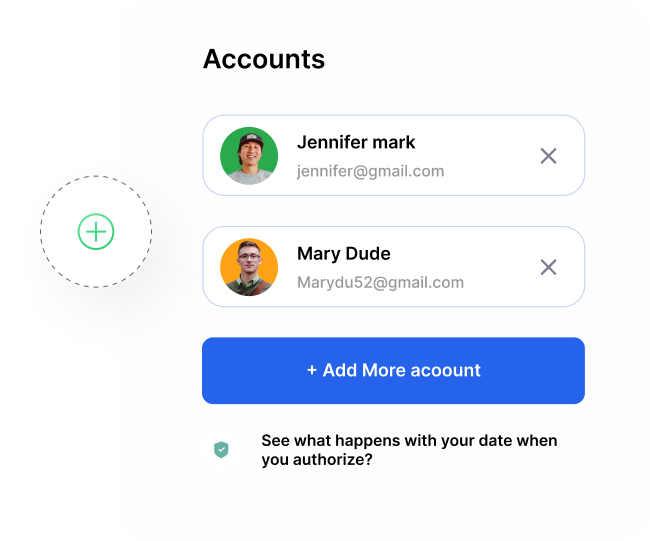 Accounts
Jennifer mark
jennifer@gmail.com
Mary Dude
Marydu52@gmail.com
+ Add More acoount
See what happens with your date when
you authorize?